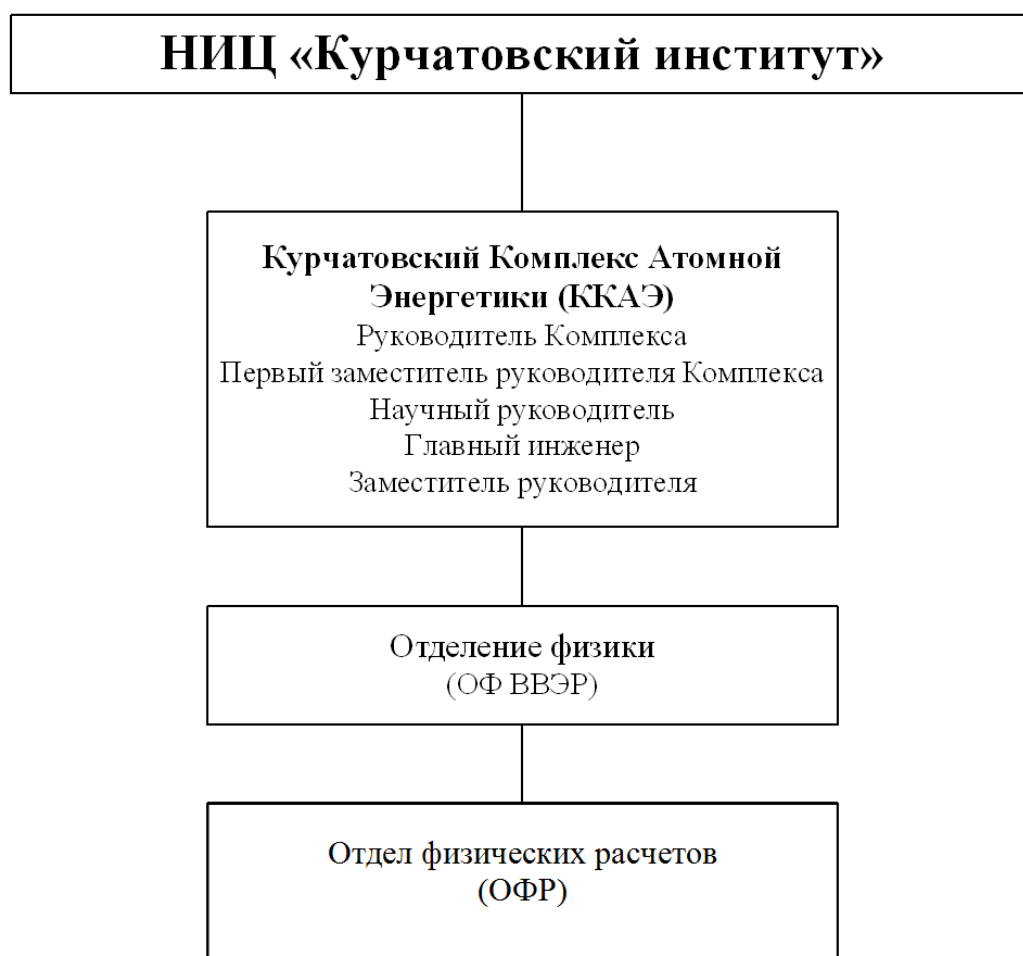 НИЦ «Курчатовский институт»
Курчатовский Комплекс Атомной
Энергетики (ККАЭ)
Руководитель Комплекса
Первый заместитель руководителя Комплекса
Научный руководитель
Главный инженер
Заместитель руководителя
Отделение физики
(ОФ ВВЭР)
Отдел физических расчетов
(ОФР)